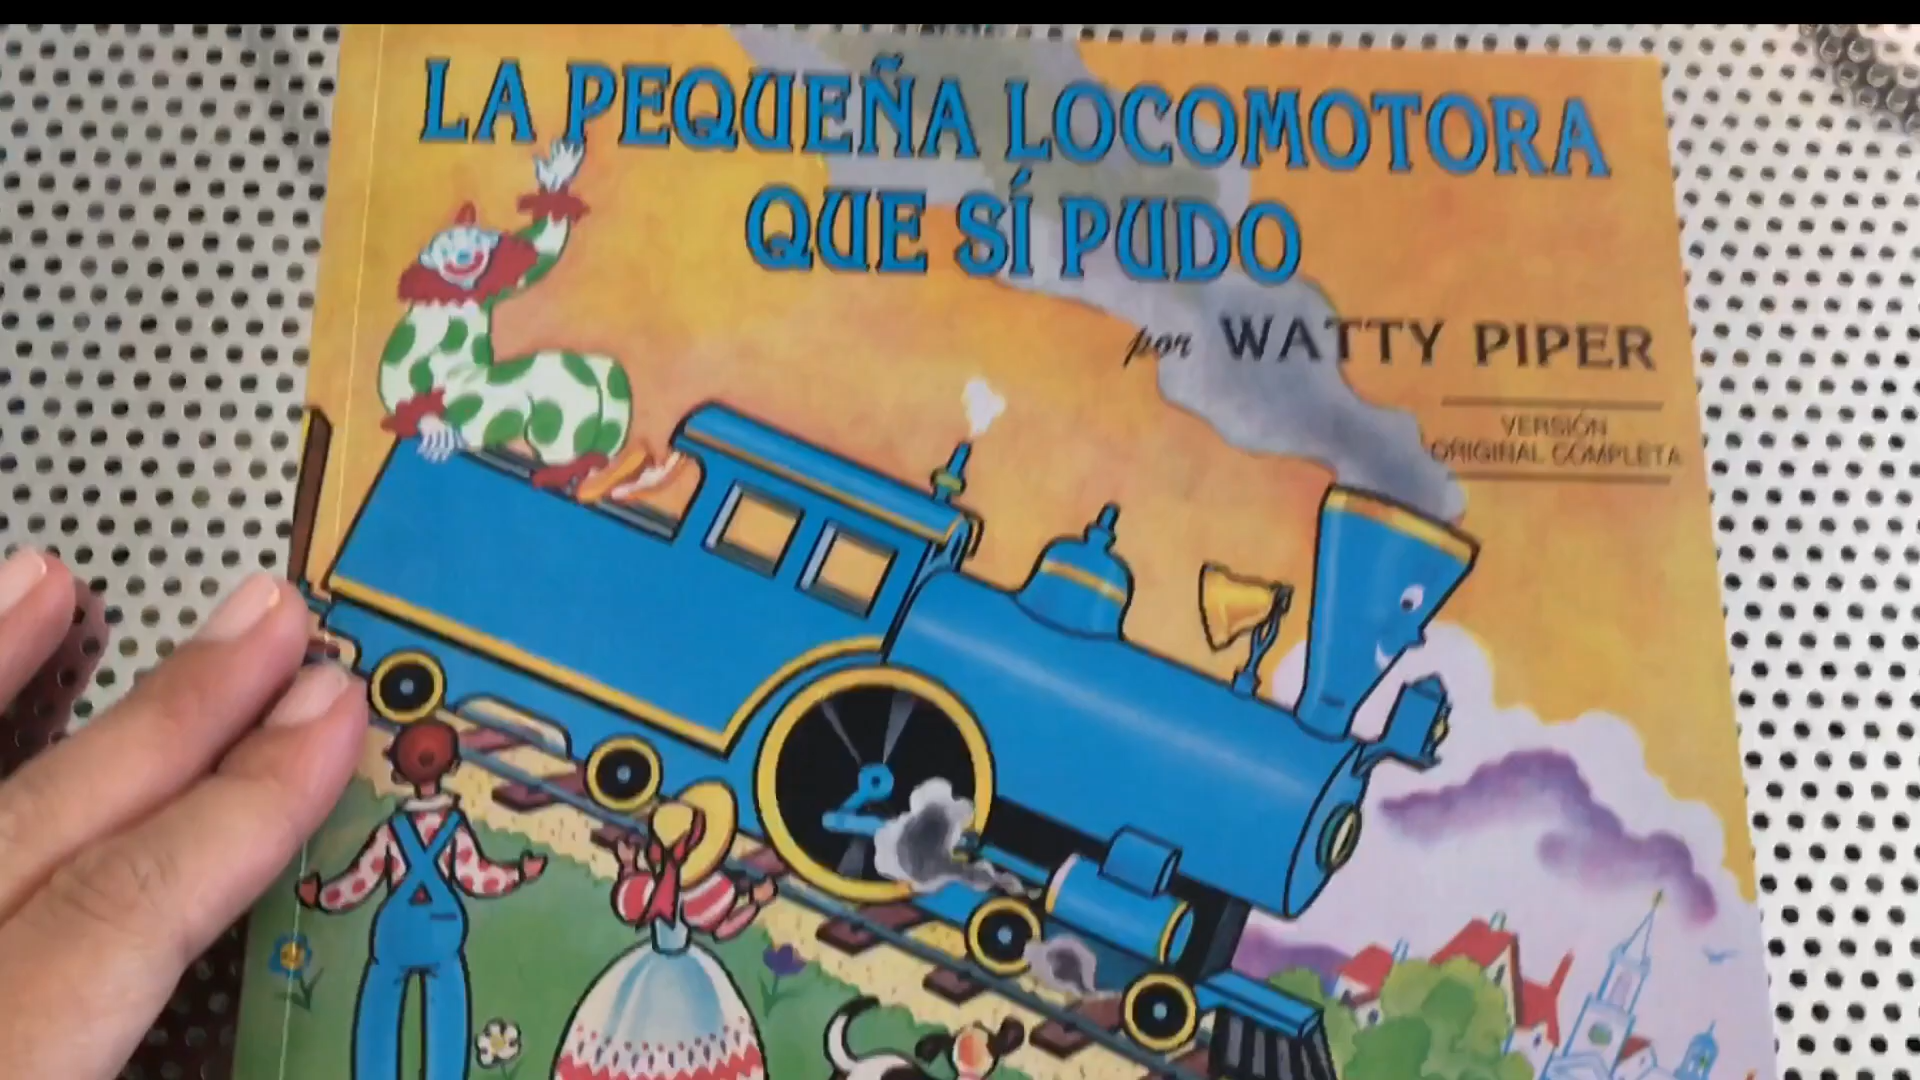 LA PEQUEÑA LOCOMOTORA
QUE SÍ PUDO
por WATTY PIPER
VERSIÓN
ORIGINAL COMPLETA